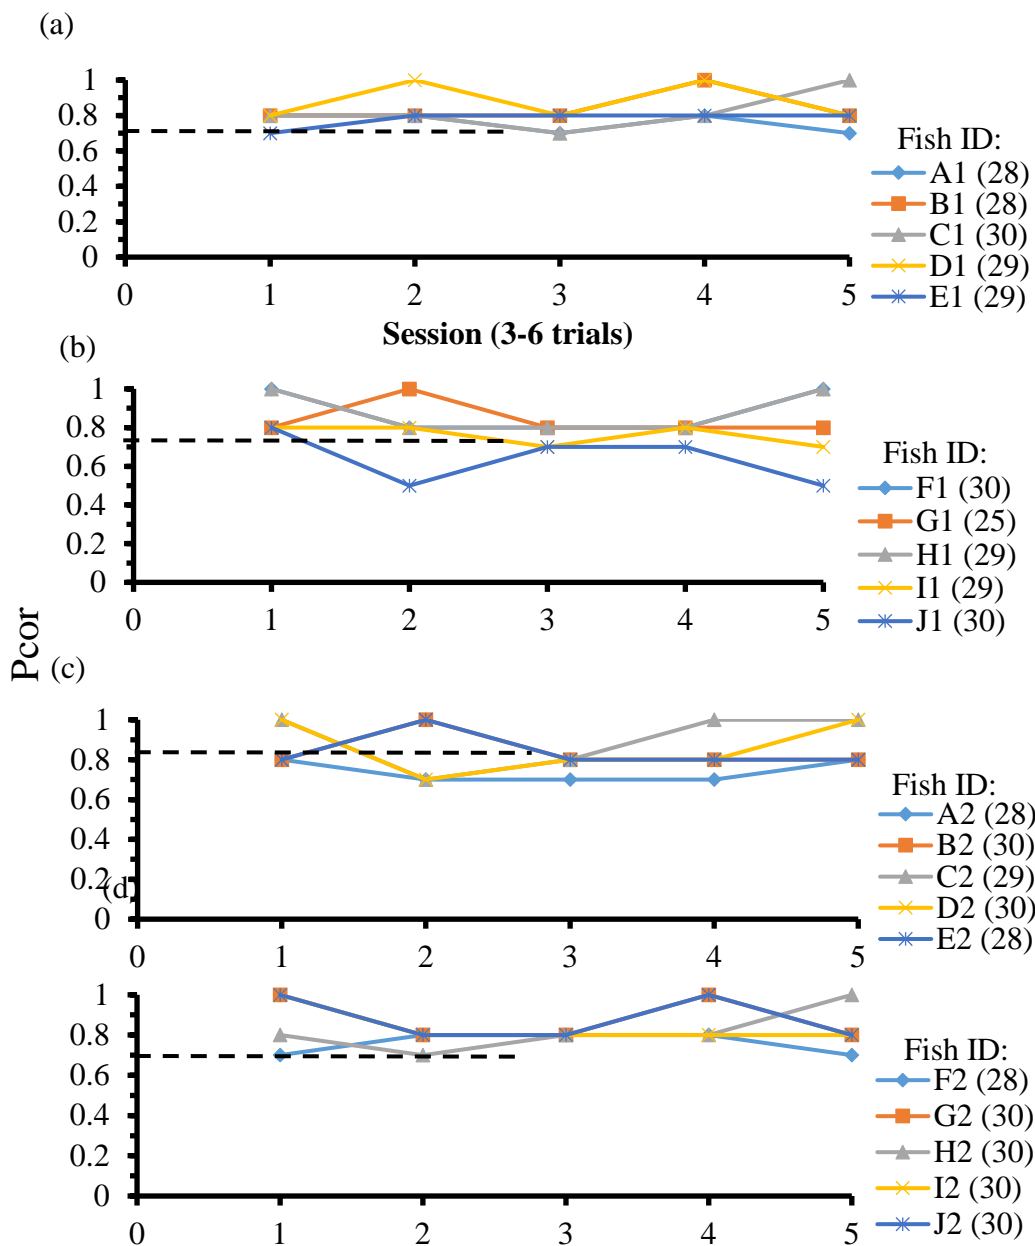 (a)
1
0.8
0.6
0.4
0.2
0
0 1 2 3 4 5
Session (3-6 trials)
Fish ID:
A1 (28)
B1 (28)
C1 (30)
D1 (29)
E1 (29)
(b)
1
0.8
0.6
0.4
0.2
0
0 1 2 3 4 5
Fish ID:
F1 (30)
G1 (25)
H1 (29)
I1 (29)
J1 (30)
Pcor
(c)
1
0.8
0.6
0.4
0.2
0
0 1 2 3 4 5
Fish ID:
A2 (28)
B2 (30)
C2 (29)
D2 (30)
E2 (28)
(d
1
0.8
0.6
0.4
0.2
0
0 1 2 3 4 5
Fish ID:
F2 (28)
G2 (30)
H2 (30)
I2 (30)
J2 (30)